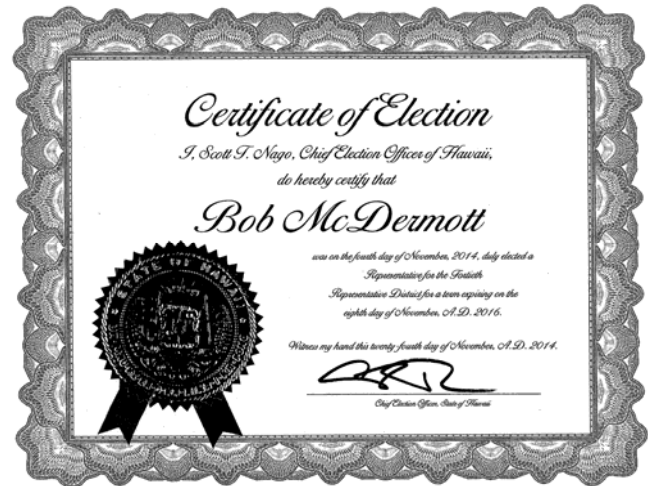 Certificate of Election
I, Scott T. Nago, Chief Election Officer of Hawaii,
do hereby certify that
Bob McDermott
was on the fourth day of November, 2014, duly elected a
Representative for the Fortieth
Representative District for a term expiring on the
eighth day of November, A.D. 2016.
Witness my hand this twenty-fourth day of November, A.D. 2014.
Chief Election Officer, State of Hawaii
STATE OF HAWAII